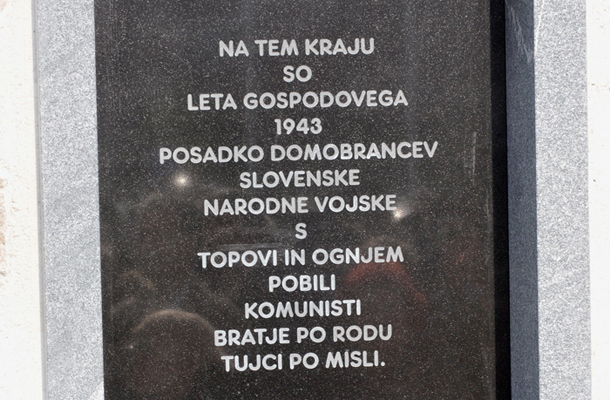 NA TEM KRAJU
SO
LETA GOSPODOVEGA
1943
POSADKO DOMOBRANCEV
SLOVENSKE
NARODNE VOJSKE
S
TOPOVI IN OGNJEM
POBILI
KOMUNISTI
BRATJE PO RODU
TUJCI PO MISLI.